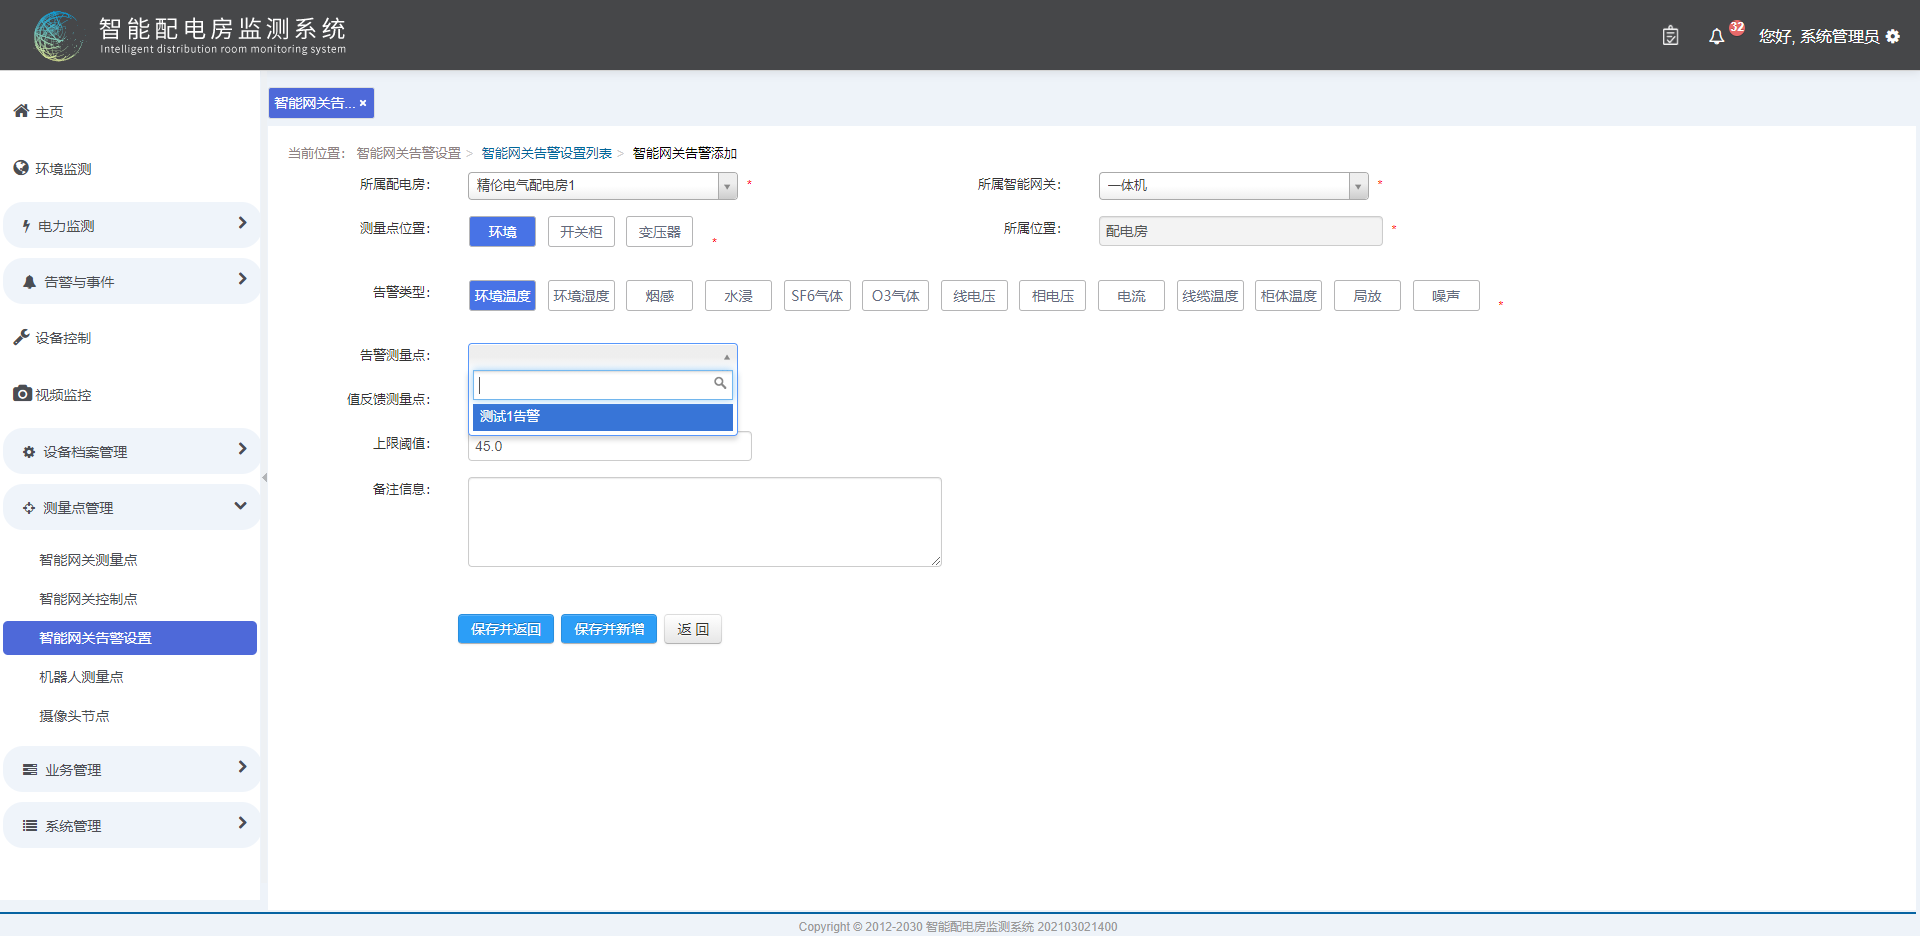 智能配电房监测系统
Intelligent distribution room monitoring system
32
您好, 系统管理员
主页
环境监测
电力监测
告警与事件
设备控制
视频监控
设备档案管理
测量点管理
智能网关测量点
智能网关控制点
智能网关告警设置
机器人测量点
摄像头节点
业务管理
系统管理
智能网关告... ×
当前位置： 智能网关告警设置 > 智能网关告警设置列表 > 智能网关告警添加
所属配电房： 精伦电气配电房1 * 所属智能网关： 一体机 *
测量点位置： 环境 开关柜 变压器 * 所属位置： 配电房 *
告警类型： 环境温度 环境湿度 烟感 水浸 SF6气体 O3气体 线电压 相电压 电流 线缆温度 柜体温度 局放 噪声 *
告警测量点：
测试1告警
值反馈测量点：
上限阈值： 45.0
备注信息：
保存并返回 保存并新增 返 回
Copyright © 2012-2030 智能配电房监测系统 202103021400